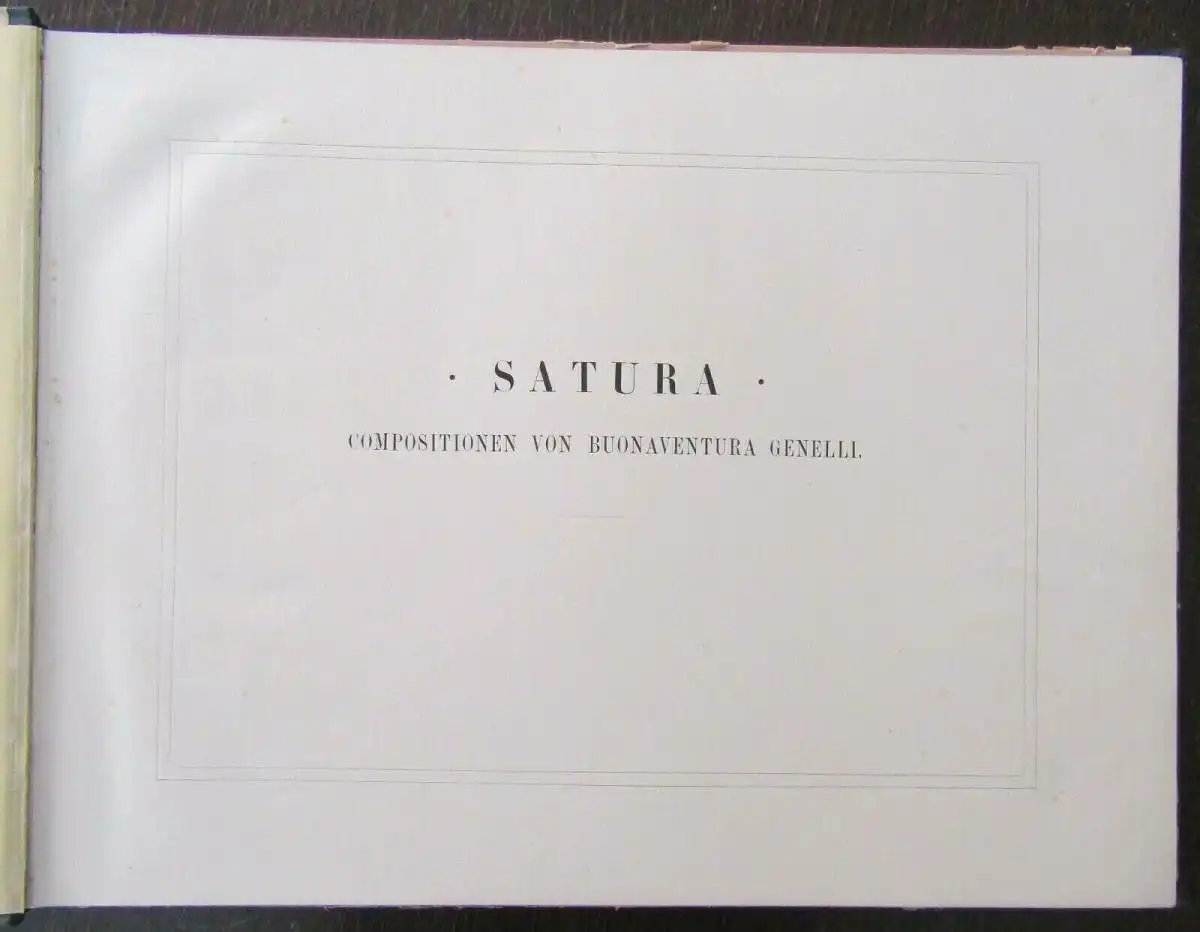 · SATURA ·
COMPOSITIONEN VON BUONAVENTURA GENELLI.